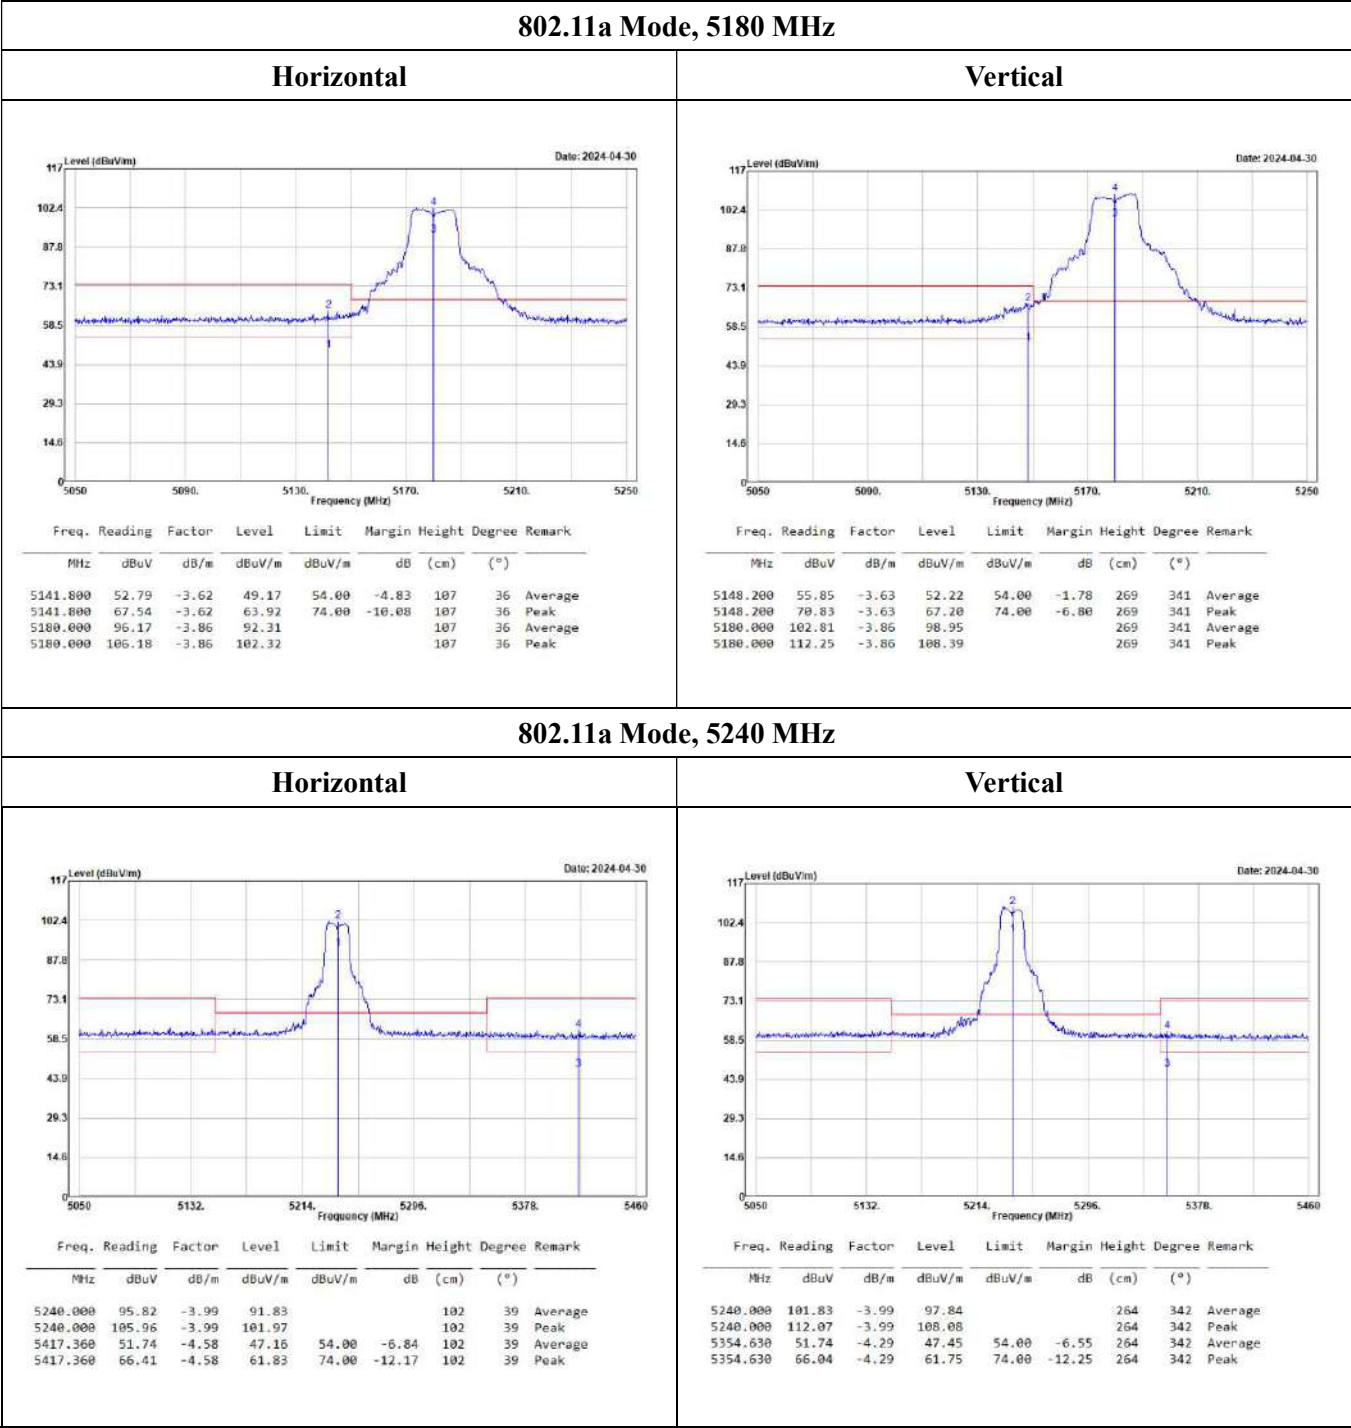 802.11a Mode, 5180 MHz
Horizontal Vertical
Level (dBuV/m) Date: 2024-04-30
117
102.4
87.8
73.1
58.5
43.9
29.3
14.6
0
5050 5090. 5130. 5170. 5210. 5250
Frequency (MHz)
4
3
2
1
Freq. Reading Factor Level Limit Margin Height Degree Remark
MHz dBuV dB/m dBuV/m dBuV/m dB (cm) (°)
5141.800 52.79 -3.62 49.17 54.00 -4.83 107 36 Average
5141.800 67.54 -3.62 63.92 74.00 -10.08 107 36 Peak
5180.000 96.17 -3.86 92.31 107 36 Average
5180.000 106.18 -3.86 102.32 107 36 Peak
Level (dBuV/m) Date: 2024-04-30
117
102.4
87.8
73.1
58.5
43.9
29.3
14.6
0
5050 5090. 5130. 5170. 5210. 5250
Frequency (MHz)
4
3
2
1
Freq. Reading Factor Level Limit Margin Height Degree Remark
MHz dBuV dB/m dBuV/m dBuV/m dB (cm) (°)
5148.200 55.85 -3.63 52.22 54.00 -1.78 269 341 Average
5148.200 70.83 -3.63 67.20 74.00 -6.80 269 341 Peak
5180.000 102.81 -3.86 98.95 269 341 Average
5180.000 112.25 -3.86 108.39 269 341 Peak
802.11a Mode, 5240 MHz
Horizontal Vertical
Level (dBuV/m) Date: 2024-04-30
117
102.4
87.8
73.1
58.5
43.9
29.3
14.6
0
5050 5132. 5214. 5296. 5378. 5460
Frequency (MHz)
2
1
4
3
Freq. Reading Factor Level Limit Margin Height Degree Remark
MHz dBuV dB/m dBuV/m dBuV/m dB (cm) (°)
5240.000 95.82 -3.99 91.83 102 39 Average
5240.000 105.96 -3.99 101.97 102 39 Peak
5417.360 51.74 -4.58 47.16 54.00 -6.84 102 39 Average
5417.360 66.41 -4.58 61.83 74.00 -12.17 102 39 Peak
Level (dBuV/m) Date: 2024-04-30
117
102.4
87.8
73.1
58.5
43.9
29.3
14.6
0
5050 5132. 5214. 5296. 5378. 5460
Frequency (MHz)
2
1
4
3
Freq. Reading Factor Level Limit Margin Height Degree Remark
MHz dBuV dB/m dBuV/m dBuV/m dB (cm) (°)
5240.000 101.83 -3.99 97.84 264 342 Average
5240.000 112.07 -3.99 108.08 264 342 Peak
5354.630 51.74 -4.29 47.45 54.00 -6.55 264 342 Average
5354.630 66.04 -4.29 61.75 74.00 -12.25 264 342 Peak